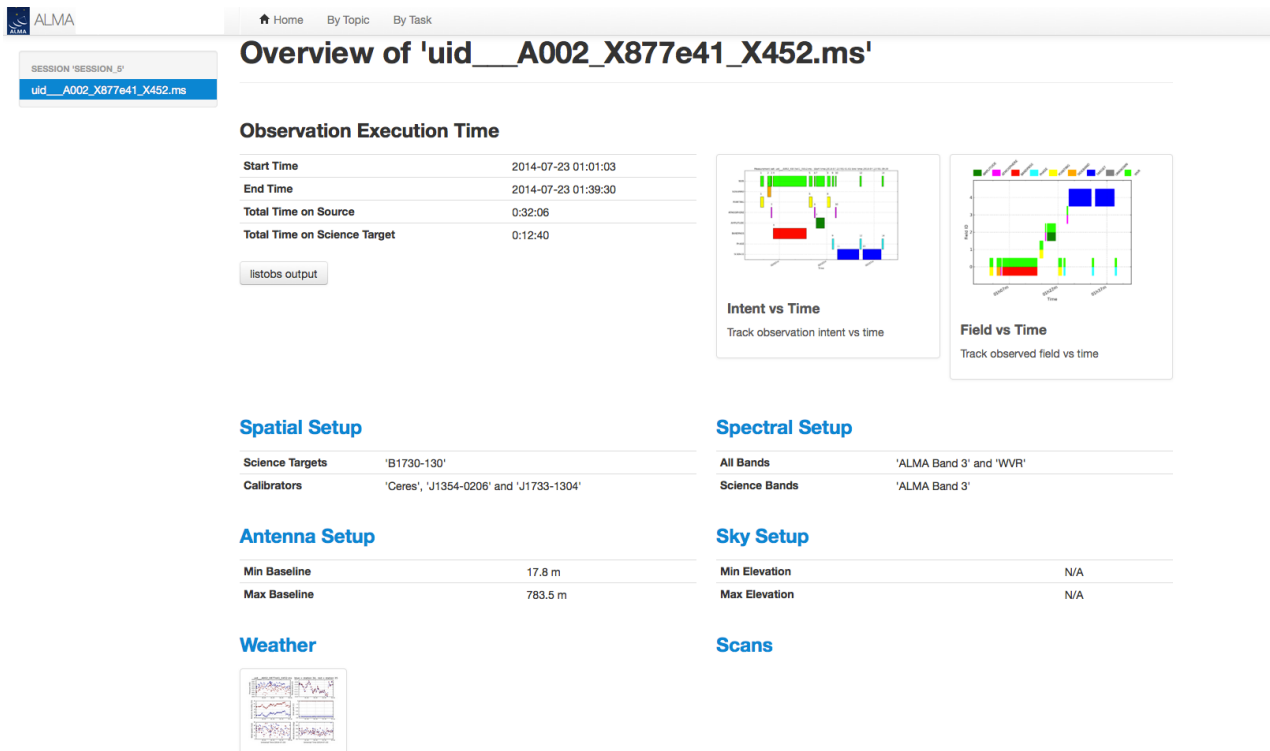 ALMA
ALMA
Home By Topic By Task
SESSION 'SESSION_5'
uid___A002_X877e41_X452.ms
Overview of 'uid___A002_X877e41_X452.ms'
Observation Execution Time
Start Time 2014-07-23 01:01:03
End Time 2014-07-23 01:39:30
Total Time on Source 0:32:06
Total Time on Science Target 0:12:40
listobs output
Time
Intent vs Time
Track observation intent vs time
Field ID
Time
Field vs Time
Track observed field vs time
Spatial Setup
Science Targets 'B1730-130'
Calibrators 'Ceres', 'J1354-0206' and 'J1733-1304'
Spectral Setup
All Bands 'ALMA Band 3' and 'WVR'
Science Bands 'ALMA Band 3'
Antenna Setup
Min Baseline 17.8 m
Max Baseline 783.5 m
Sky Setup
Min Elevation N/A
Max Elevation N/A
Weather
Scans